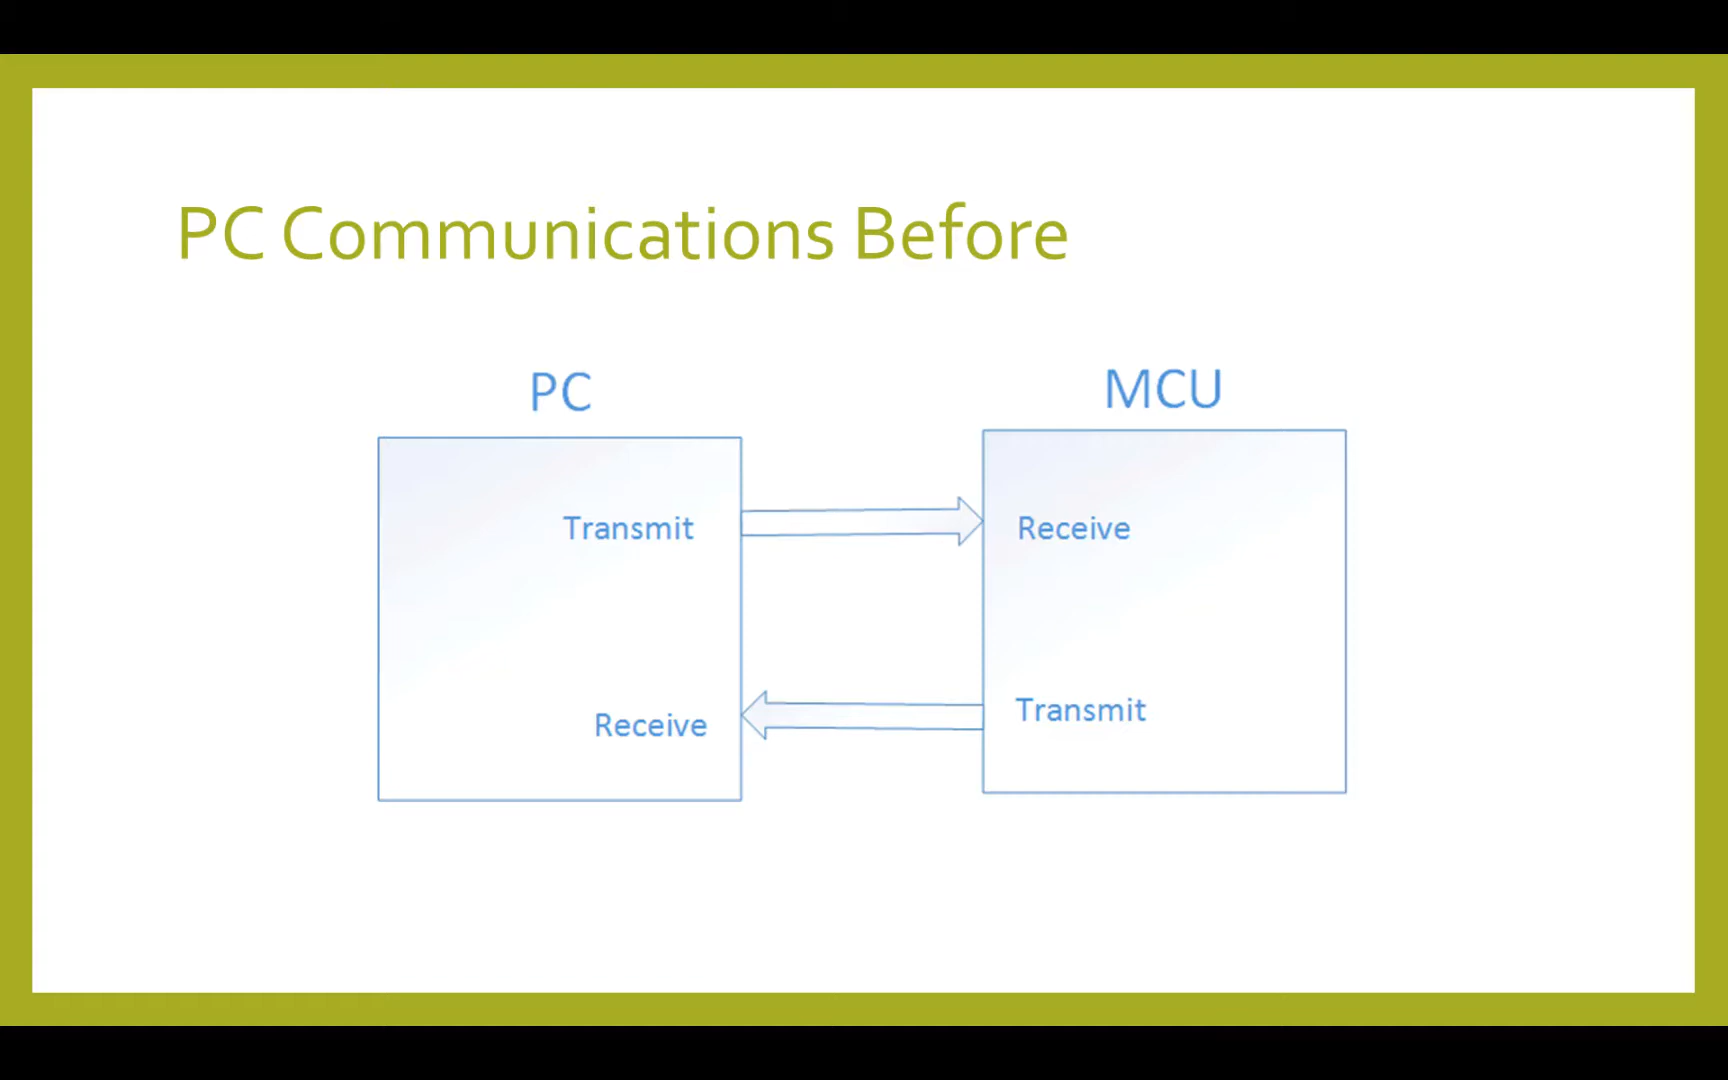 PC Communications Before
PC
MCU
Transmit
Receive
Receive
Transmit